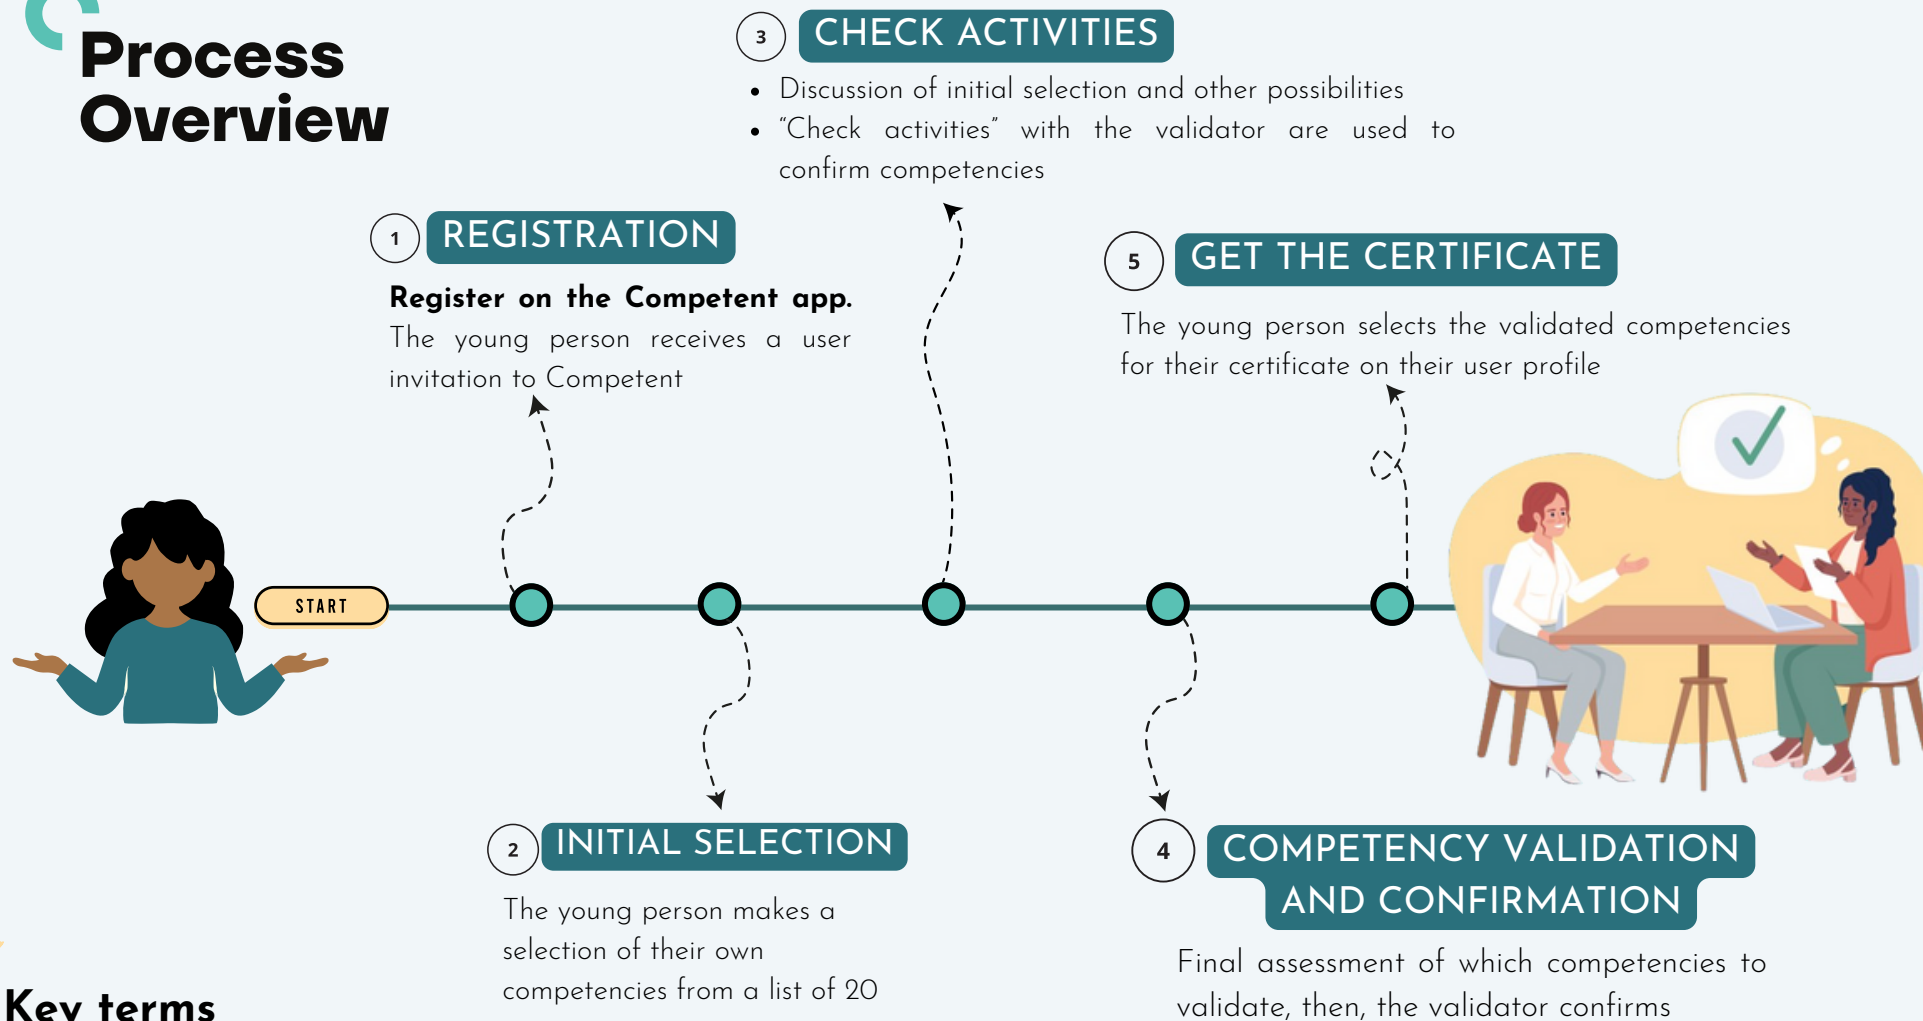 Process
Overview
3 CHECK ACTIVITIES
• Discussion of initial selection and other possibilities
• “Check activities” with the validator are used to
confirm competencies
1 REGISTRATION
Register on the Competent app.
The young person receives a user
invitation to Competent
5 GET THE CERTIFICATE
The young person selects the validated competencies
for their certificate on their user profile
START
2 INITIAL SELECTION
The young person makes a
selection of their own
competencies from a list of 20
4 COMPETENCY VALIDATION
AND CONFIRMATION
Final assessment of which competencies to
validate, then, the validator confirms
Key terms